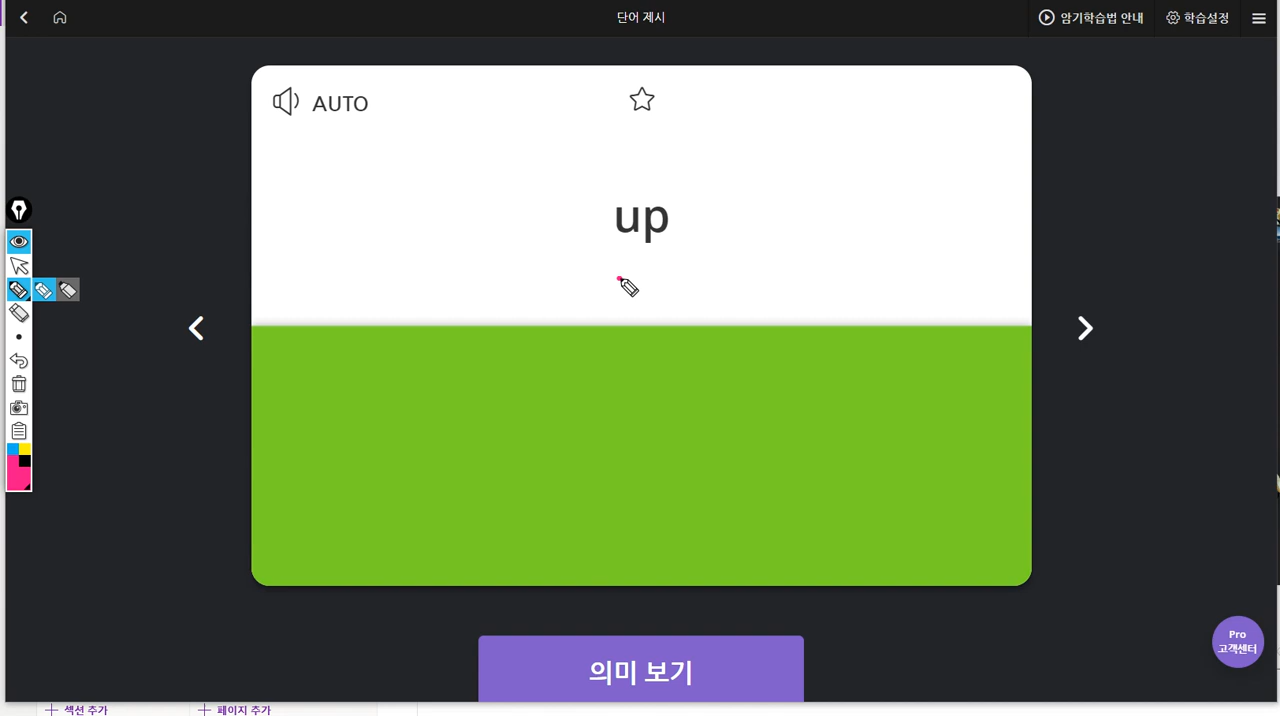 단어 제시
암기학습법 안내
학습설정
AUTO
up
의미 보기
Pro
고객센터
섹션 추가
페이지 추가